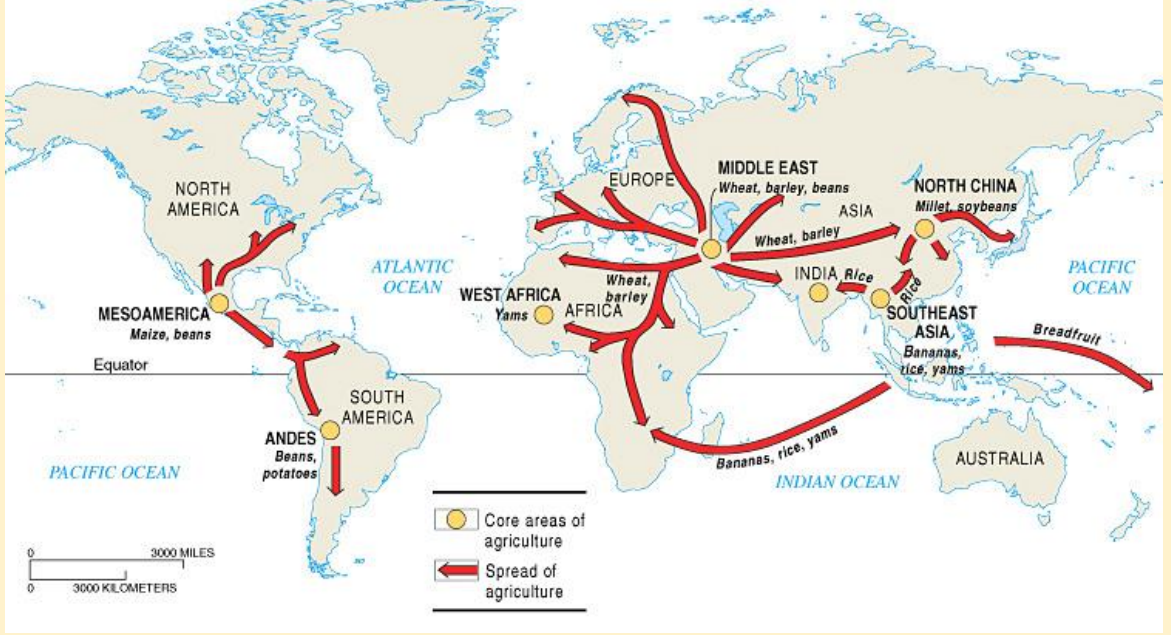 NORTH
AMERICA
MESOAMERICA
Maize, beans
ATLANTIC
OCEAN
Equator
SOUTH
AMERICA
ANDES
Beans,
potatoes
PACIFIC OCEAN
EUROPE
MIDDLE EAST
Wheat, barley, beans
ASIA
NORTH CHINA
Millet, soybeans
Wheat, barley
WEST AFRICA
Yams
AFRICA
Wheat,
barley
INDIA
Rice
Rice
SOUTHEAST
ASIA
Bananas,
rice, yams
PACIFIC
OCEAN
Breadfruit
Bananas, rice, yams
INDIAN OCEAN
AUSTRALIA
Core areas of
agriculture
Spread of
agriculture
0 3000 MILES
0 3000 KILOMETERS